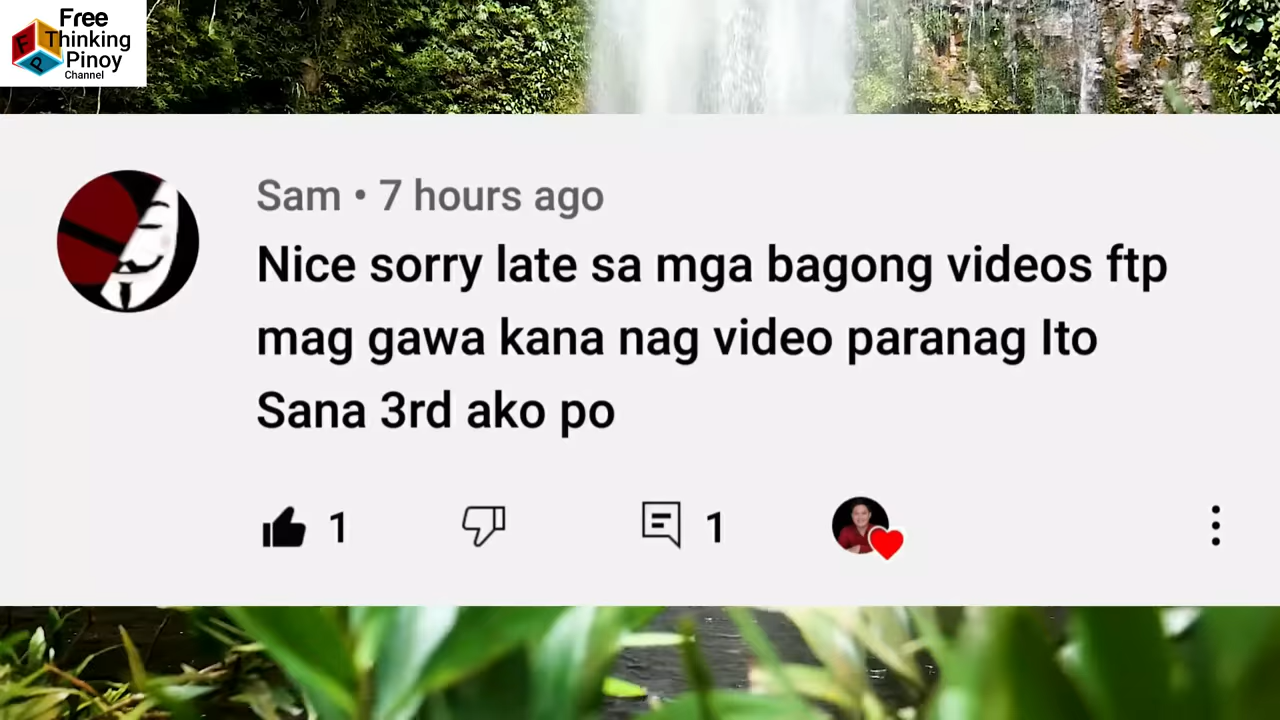 Free
Thinking
Pinoy
Channel
F
P
Sam • 7 hours ago
Nice sorry late sa mga bagong videos ftp
mag gawa kana nag video paranag Ito
Sana 3rd ako po
1
1